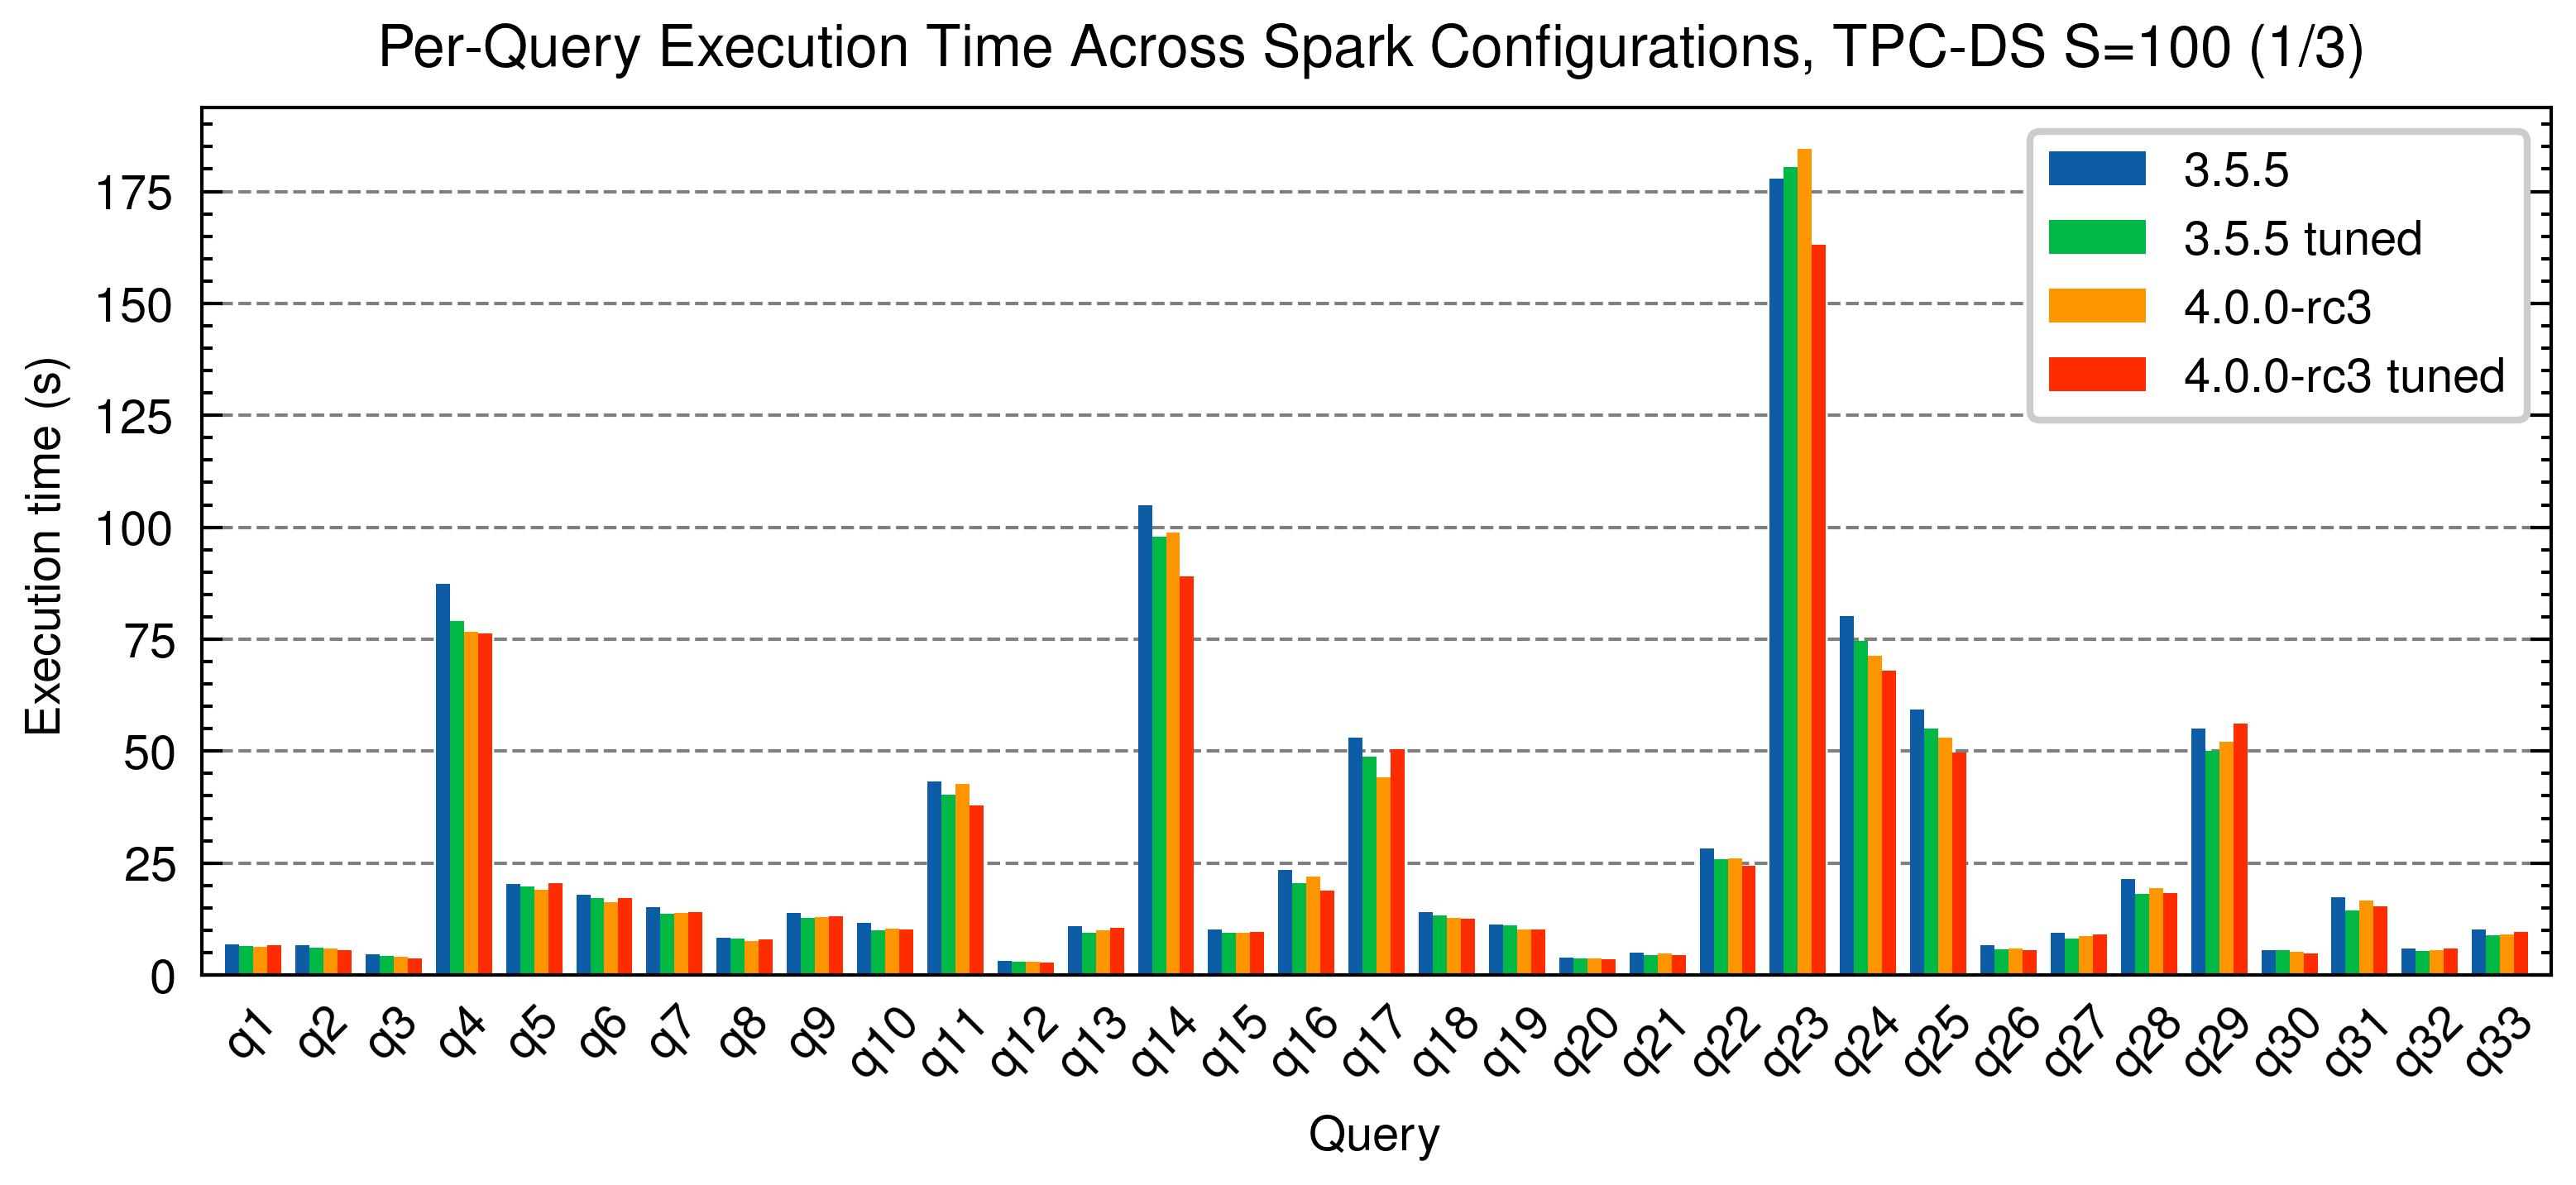 Per-Query Execution Time Across Spark Configurations, TPC-DS S=100 (1/3)
3.5.5
3.5.5 tuned
4.0.0-rc3
4.0.0-rc3 tuned
Execution time (s)
175
150
125
100
75
50
25
0
q1 q2 q3 q4 q5 q6 q7 q8 q9 q10 q11 q12 q13 q14 q15 q16 q17 q18 q19 q20 q21 q22 q23 q24 q25 q26 q27 q28 q29 q30 q31 q32 q33
Query